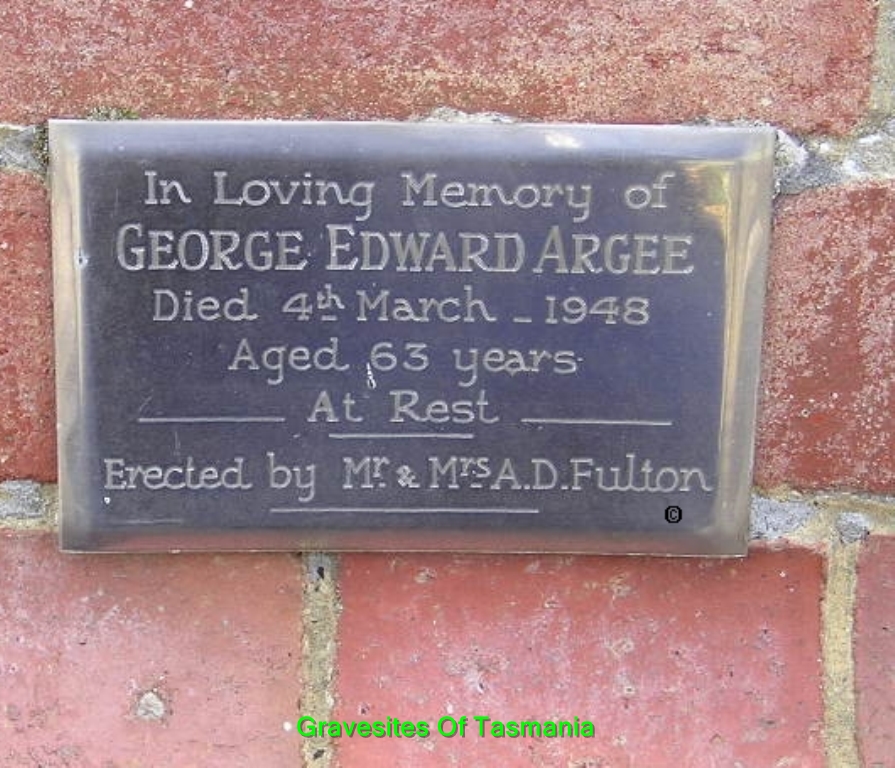 In Loving Memory of
GEORGE EDWARD ARGEE
Died 4th March _ 1948
Aged 63 years
At Rest
Erected by Mr. & Mrs A.D. Fulton
©
Gravesites Of Tasmania